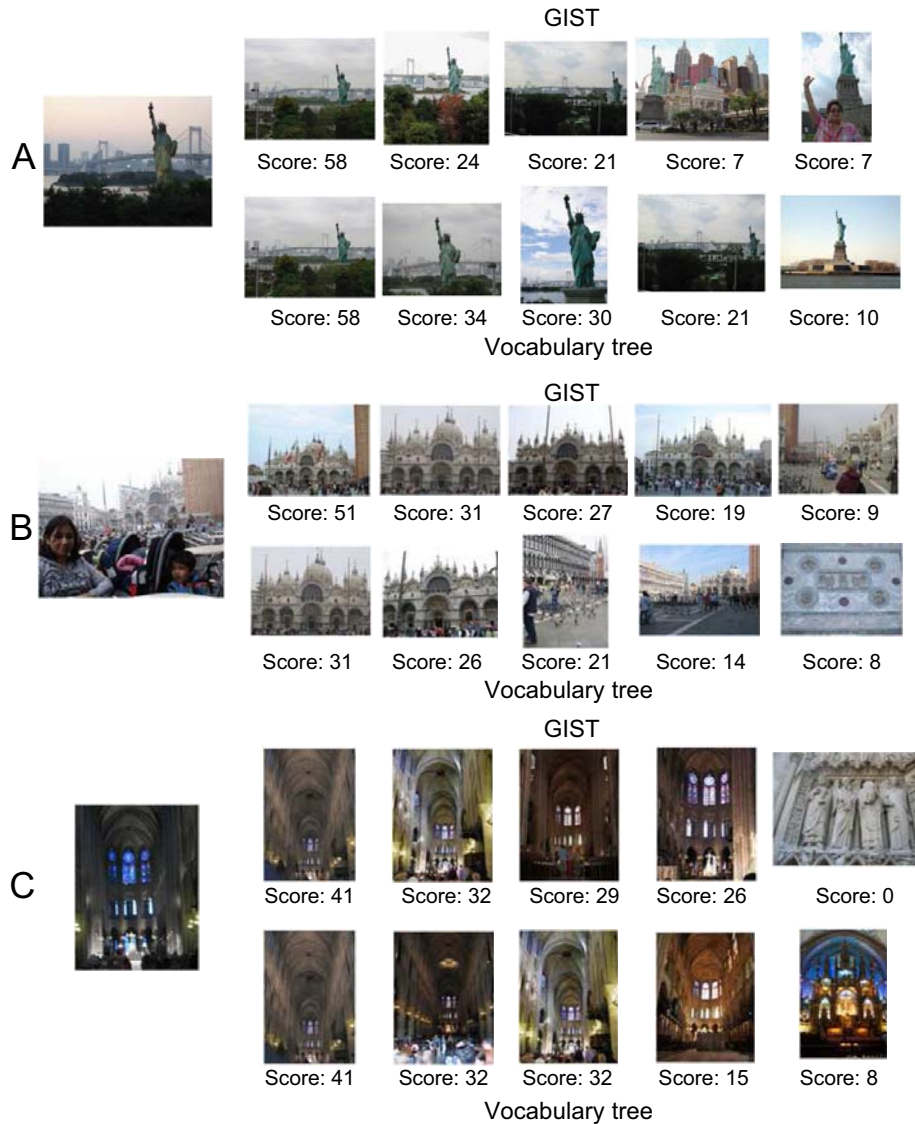 GIST
A
Score: 58 Score: 24 Score: 21 Score: 7 Score: 7
Score: 58 Score: 34 Score: 30 Score: 21 Score: 10
Vocabulary tree
GIST
B
Score: 51 Score: 31 Score: 27 Score: 19 Score: 9
Score: 31 Score: 26 Score: 21 Score: 14 Score: 8
Vocabulary tree
GIST
C
Score: 41 Score: 32 Score: 29 Score: 26 Score: 0
Score: 41 Score: 32 Score: 32 Score: 15 Score: 8
Vocabulary tree